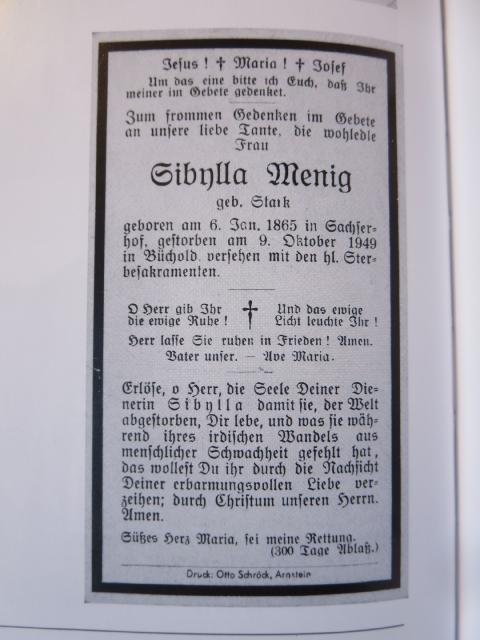 Jesus ! ✝ Maria ! ✝ Josef
Um das eine bitte ich Euch, daß Ihr
meiner im Gebete gedenket.
Zum frommen Gedenken im Gebete
an unsere liebe Tante, die wohledle
Frau
Sibylla Menig
geb. Stark
geboren am 6. Jan. 1865 in Sachser-
hof, gestorben am 9. Oktober 1949
in Büchold, versehen mit den hl. Ster-
besakramenten.
O Herr gib Ihr
die ewige Ruhe !
✝
Und das ewige
Licht leuchte Ihr !
Herr lasse Sie ruhen in Frieden ! Amen.
Vater unser. — Ave Maria.
Erlöse, o Herr, die Seele Deiner Die-
nerin Sibylla damit sie, der Welt
abgestorben, Dir lebe, und was sie wäh-
rend ihres irdischen Wandels aus
menschlicher Schwachheit gefehlt hat,
das wollest Du ihr durch die Nachsicht
Deiner erbarmungsvollen Liebe ver-
zeihen; durch Christum unseren Herrn.
Amen.
Süßes Herz Maria, sei meine Rettung.
(300 Tage Ablaß.)
Druck: Otto Schröck, Arnstein